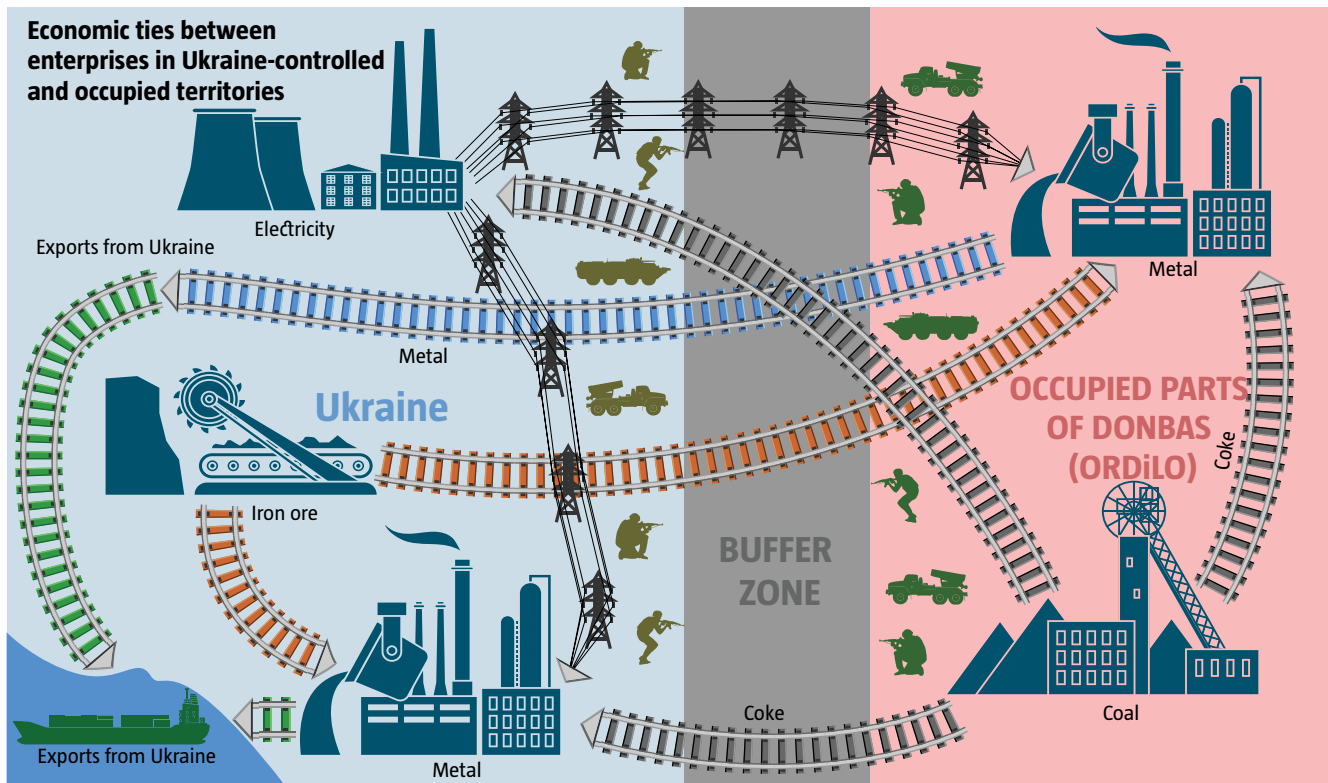 Economic ties between
enterprises in Ukraine-controlled
and occupied territories
Electricity
Exports from Ukraine
Metal
Metal
Ukraine
OCCUPIED PARTS
OF DONBAS
(ORDiLO)
Coke
Iron ore
BUFFER
ZONE
Coke
Coal
Exports from Ukraine
Metal